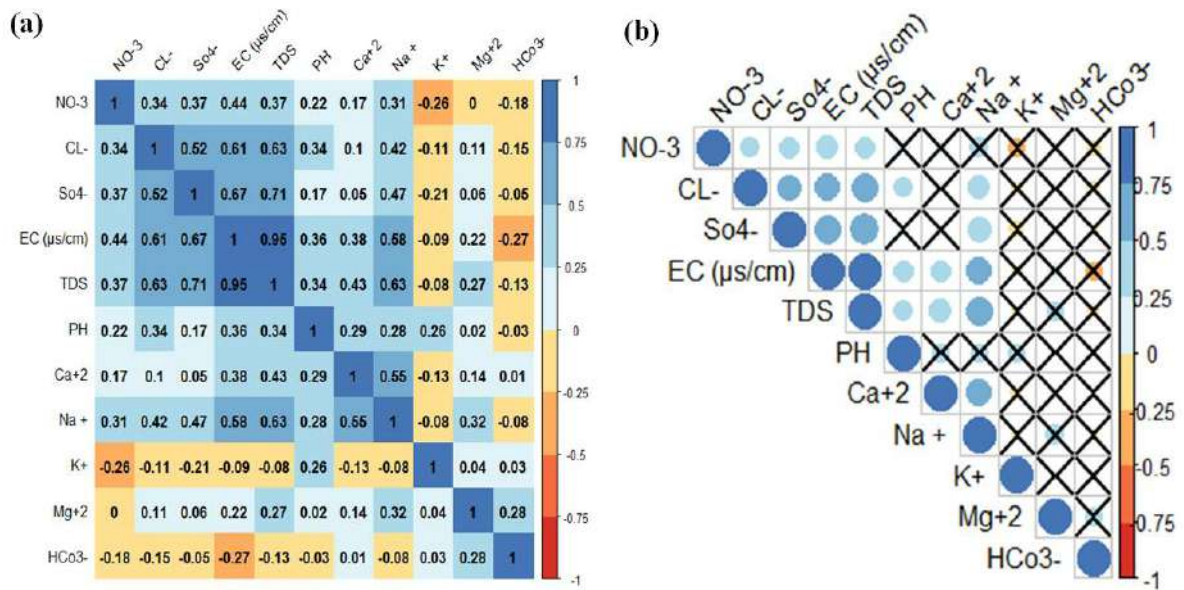 (a)
NO-3 CL- So4- EC (µs/cm) TDS PH Ca+2 Na + K+ Mg+2 HCo3-
NO-3 1 0.34 0.37 0.44 0.37 0.22 0.17 0.31 -0.26 0 -0.18
CL- 0.34 1 0.52 0.61 0.63 0.34 0.1 0.42 -0.11 0.11 -0.15
So4- 0.37 0.52 1 0.67 0.71 0.17 0.05 0.47 -0.21 0.06 -0.05
EC (µs/cm) 0.44 0.61 0.67 1 0.95 0.36 0.38 0.58 -0.09 0.22 -0.27
TDS 0.37 0.63 0.71 0.95 1 0.34 0.43 0.63 -0.08 0.27 -0.13
PH 0.22 0.34 0.17 0.36 0.34 1 0.29 0.28 0.26 0.02 -0.03
Ca+2 0.17 0.1 0.05 0.38 0.43 0.29 1 0.55 -0.13 0.14 0.01
Na + 0.31 0.42 0.47 0.58 0.63 0.28 0.55 1 -0.08 0.32 -0.08
K+ -0.26 -0.11 -0.21 -0.09 -0.08 0.26 -0.13 -0.08 1 0.04 0.03
Mg+2 0 0.11 0.06 0.22 0.27 0.02 0.14 0.32 0.04 1 0.28
HCo3- -0.18 -0.15 -0.05 -0.27 -0.13 -0.03 0.01 -0.08 0.03 0.28 1
1
0.75
0.5
0.25
0
-0.25
-0.5
-0.75
-1
(b)
NO-3 CL- So4- EC (µs/cm) TDS PH Ca+2 Na + K+ Mg+2 HCo3-
NO-3
CL-
So4-
EC (µs/cm)
TDS
PH
Ca+2
Na +
K+
Mg+2
HCo3-
1
0.75
0.5
0.25
0
-0.25
-0.5
-0.75
-1